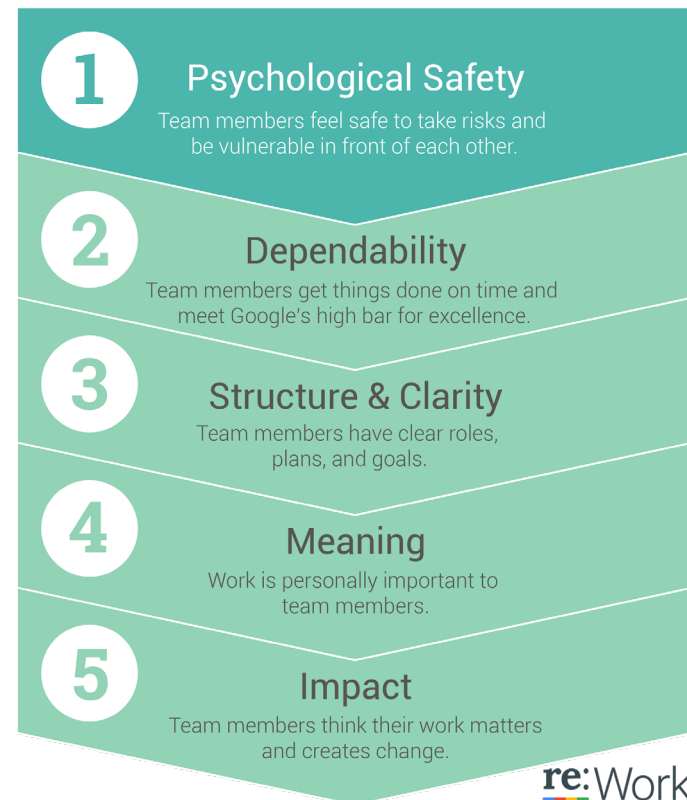 1
Psychological Safety
Team members feel safe to take risks and
be vulnerable in front of each other.
2
Dependability
Team members get things done on time and
meet Google's high bar for excellence.
3
Structure & Clarity
Team members have clear roles,
plans, and goals.
4
Meaning
Work is personally important to
team members.
5
Impact
Team members think their work matters
and creates change.
re:Work